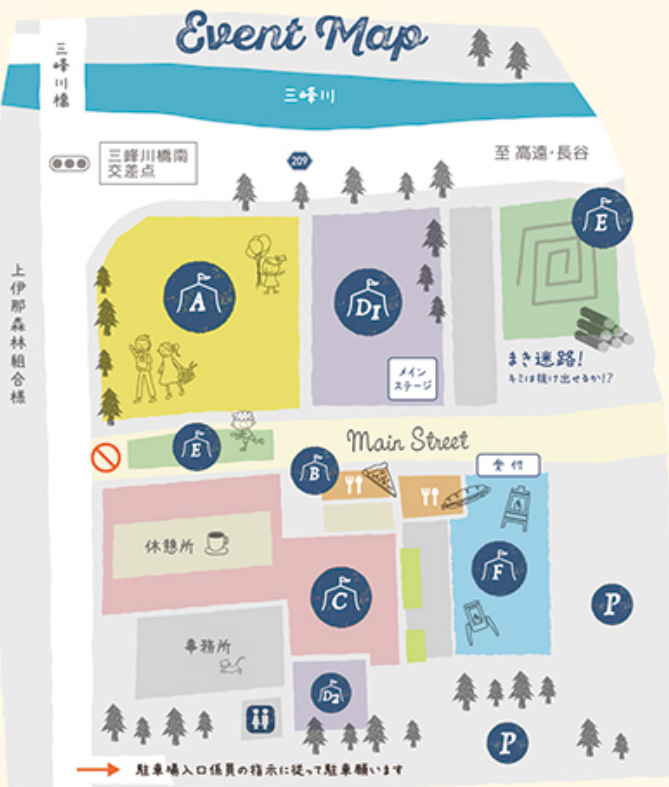 Event Map
三峰川橋
三峰川
三峰川橋南
交差点
209
至 高遠・長谷
E
A
D1
メイン
ステージ
まき迷路!
キミは抜け出せるか!?
上伊那森林組合様
E
Main Street
B
受付
休憩所
C
F
P
事務所
D2
P
駐車場入口係員の指示に従って駐車願います